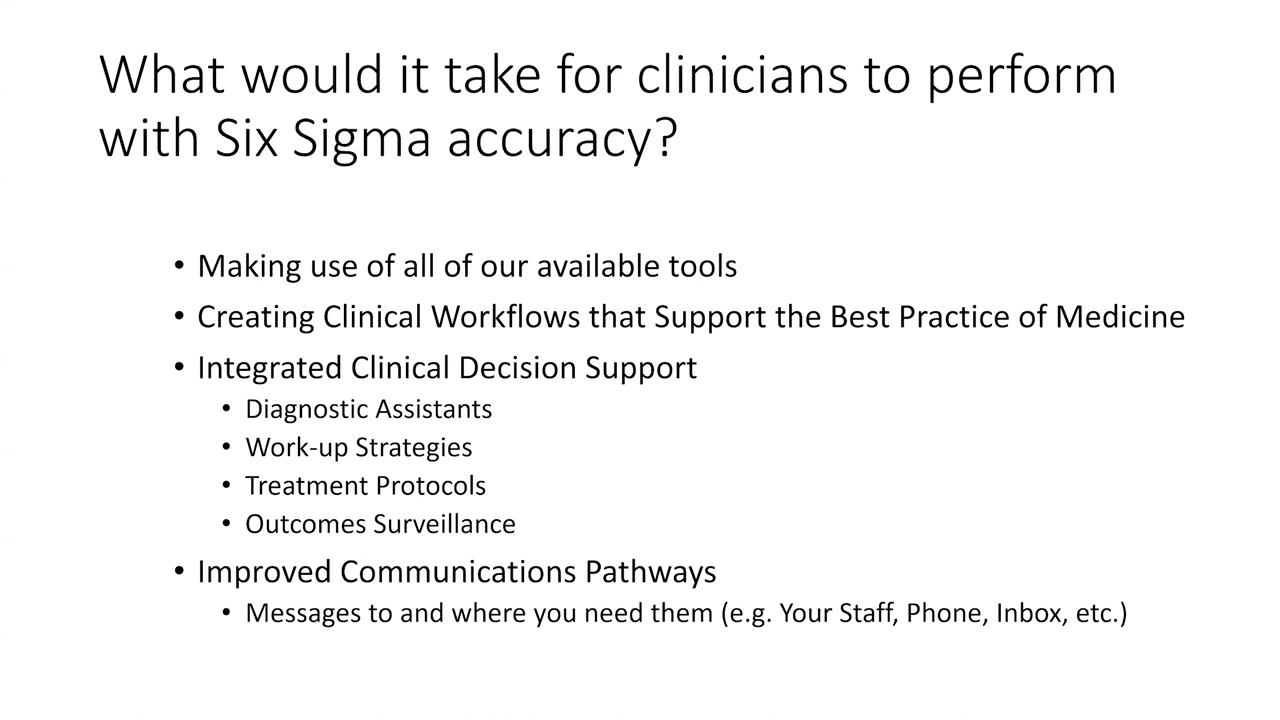 What would it take for clinicians to perform
with Six Sigma accuracy?
• Making use of all of our available tools
• Creating Clinical Workflows that Support the Best Practice of Medicine
• Integrated Clinical Decision Support
• Diagnostic Assistants
• Work-up Strategies
• Treatment Protocols
• Outcomes Surveillance
• Improved Communications Pathways
• Messages to and where you need them (e.g. Your Staff, Phone, Inbox, etc.)